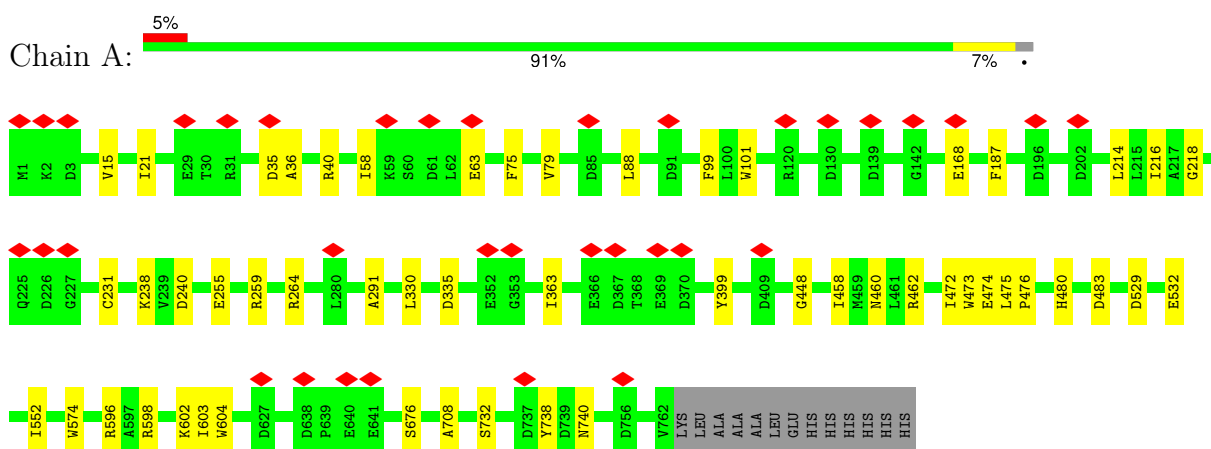 5%
Chain A:
91% 7% •
M1 K2 D3 V15 I21 E29 T30 R31 D35 A36 R40 I58 K59 S60 D61 L62 E63 F75 V79 D85 L88 D91 F99 L100 W101 R120 D130 D139 G142 E168 F187 D196 D202 L214 L215 I216 A217 G218
Q225 D226 G227 C231 K238 V239 D240 E255 R259 R264 L280 A291 L330 D335 E352 G353 I363 E366 D367 T368 E369 D370 Y399 D409 G448 I458 M459 N460 L461 R462 I472 W473 E474 L475 P476 H480 D483 D529 E532
I552 W574 R596 A597 R598 K602 I603 W604 D627 D638 P639 E640 E641 S676 A708 S732 D737 Y738 D739 N740 D756 V762 LYS LEU ALA ALA ALA LEU GLU HIS HIS HIS HIS HIS HIS